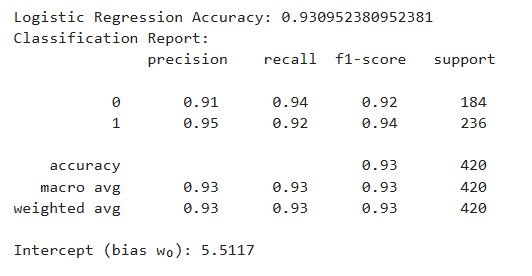 Logistic Regression Accuracy: 0.930952380952381
Classification Report:
precision recall f1-score support
0 0.91 0.94 0.92 184
1 0.95 0.92 0.94 236
accuracy 0.93 420
macro avg 0.93 0.93 0.93 420
weighted avg 0.93 0.93 0.93 420
Intercept (bias w₀): 5.5117